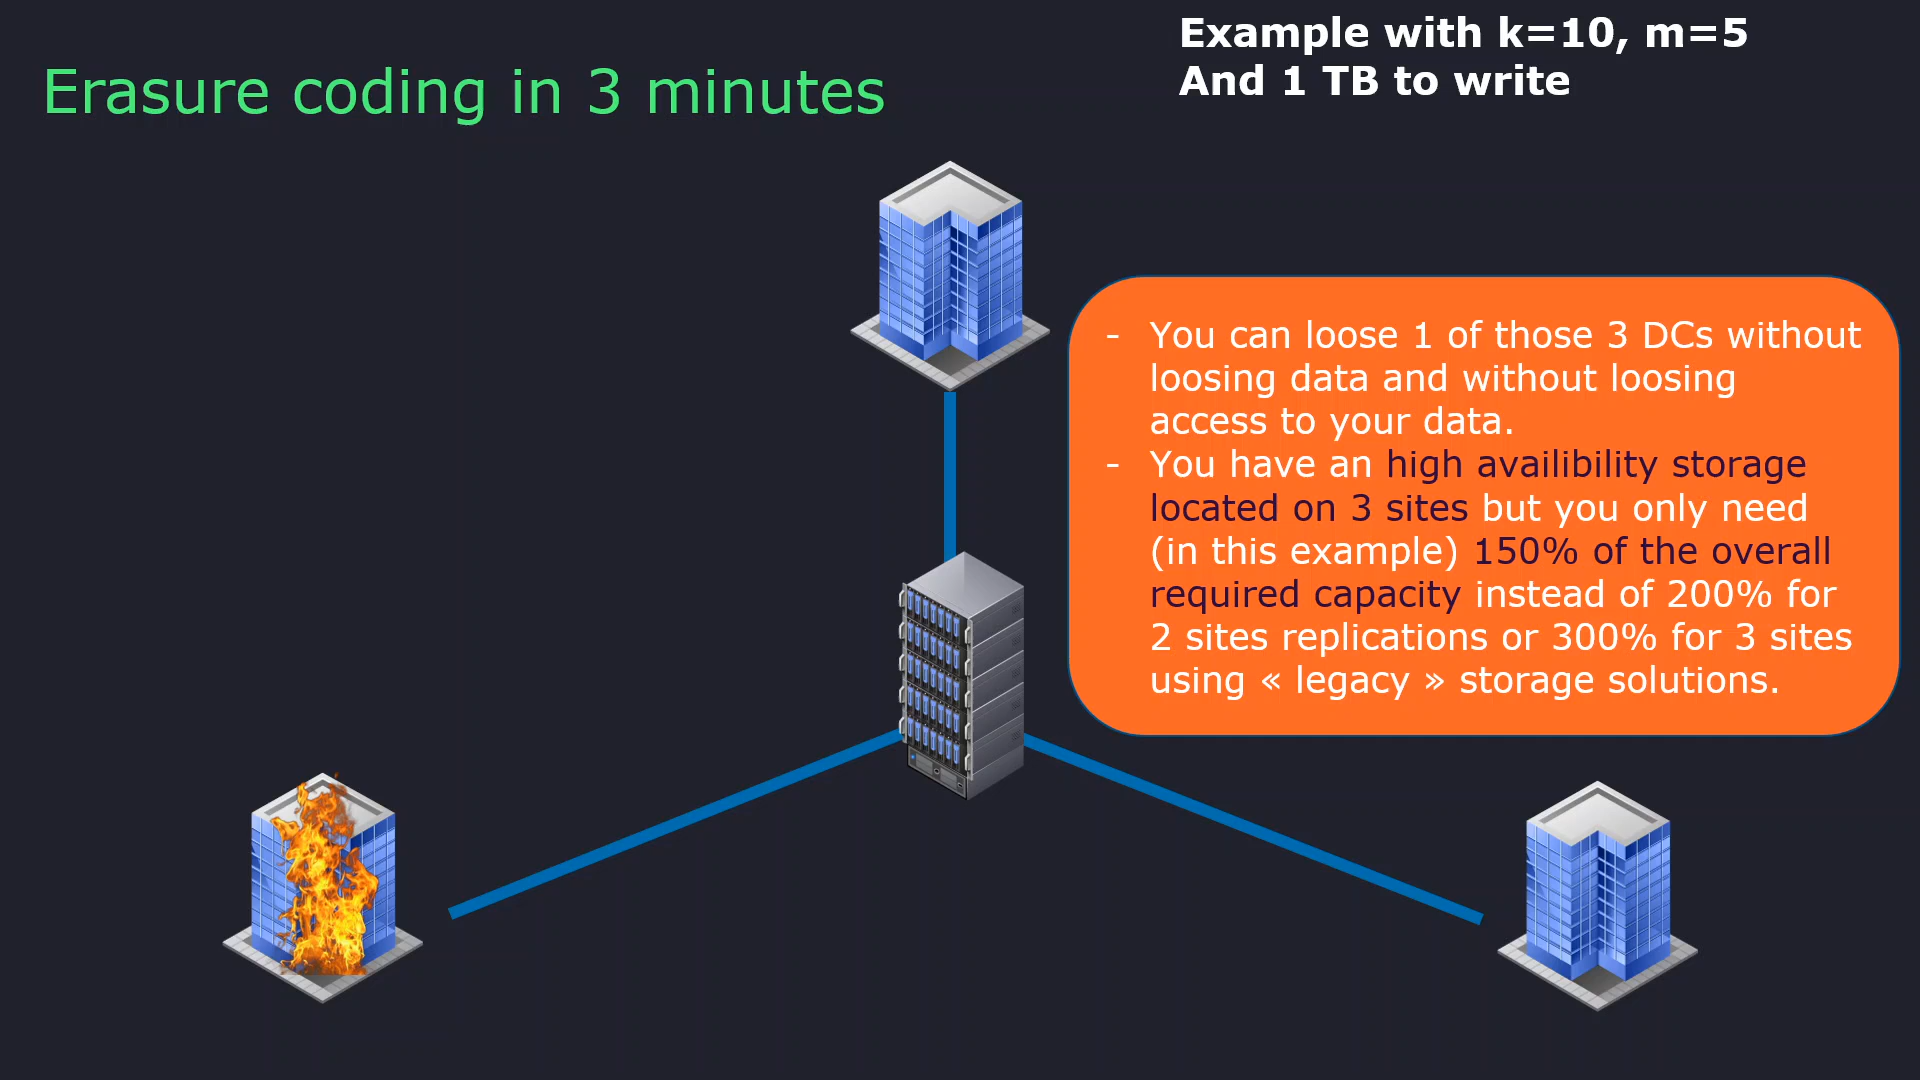 Example with k=10, m=5
And 1 TB to write
Erasure coding in 3 minutes
- You can loose 1 of those 3 DCs without
loosing data and without loosing
access to your data.
- You have an high availibility storage
located on 3 sites but you only need
(in this example) 150% of the overall
required capacity instead of 200% for
2 sites replications or 300% for 3 sites
using « legacy » storage solutions.